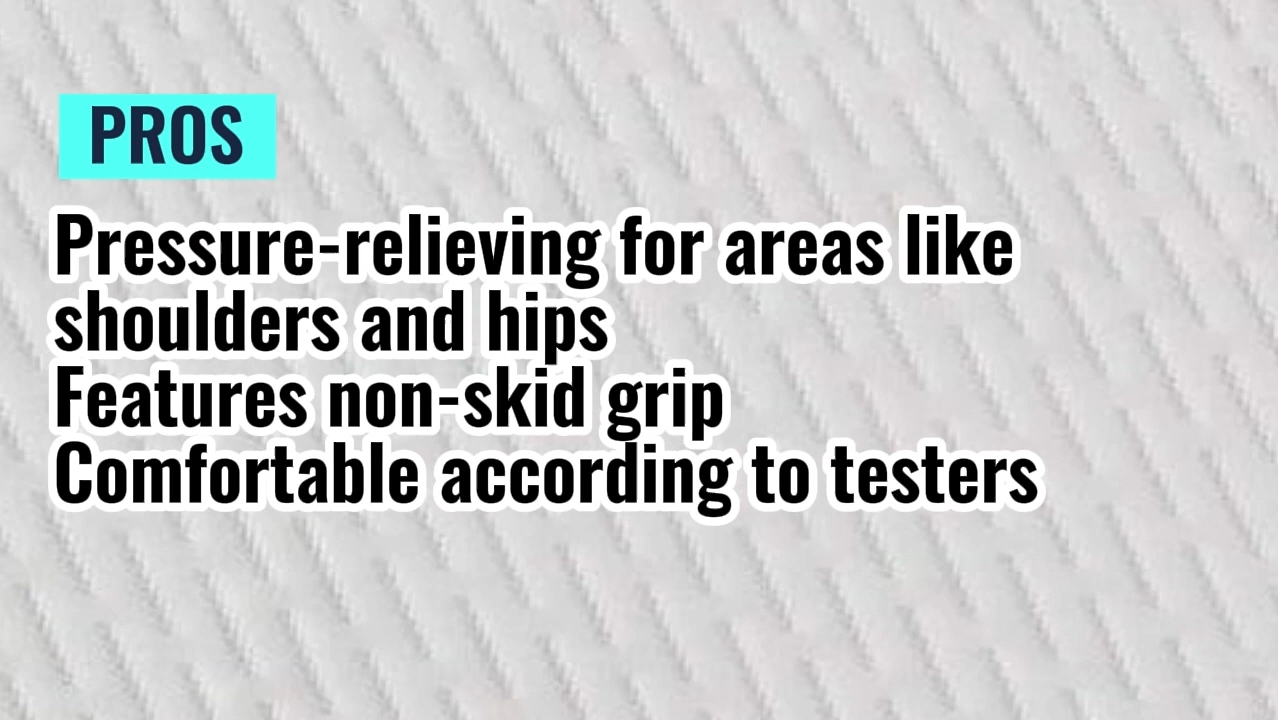 PROS
Pressure-relieving for areas like
shoulders and hips
Features non-skid grip
Comfortable according to testers